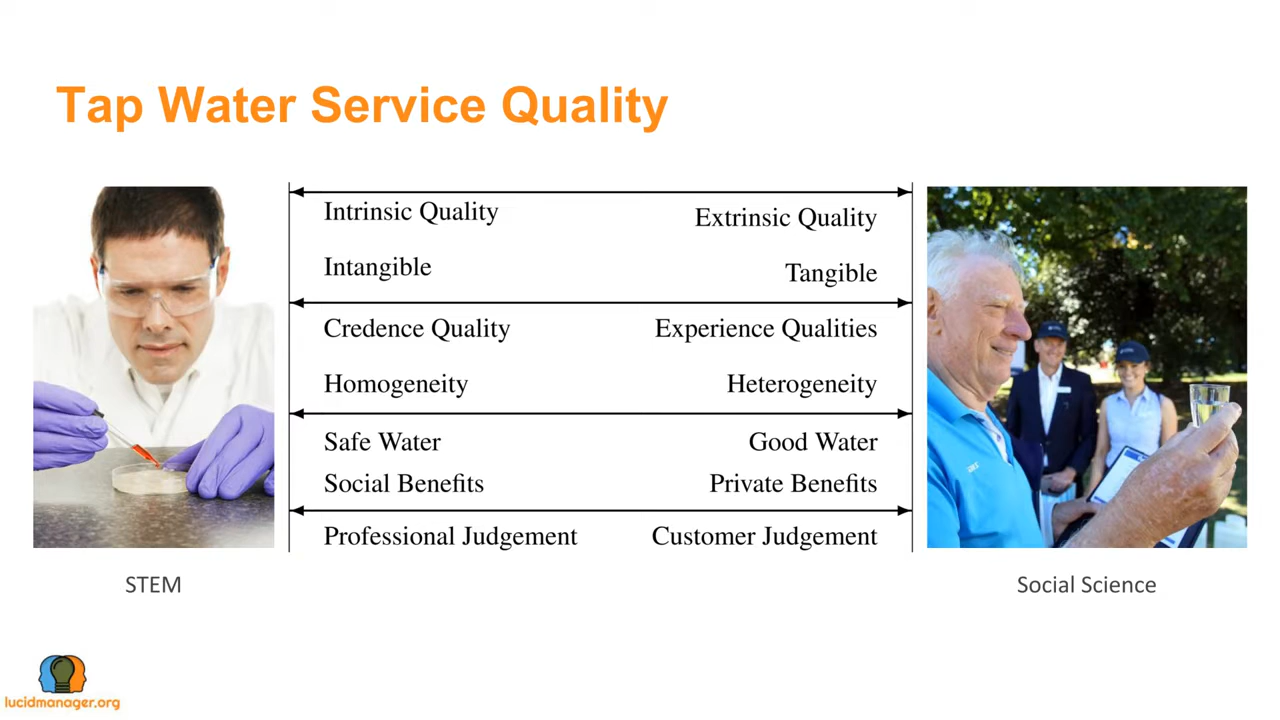 Tap Water Service Quality
Intrinsic Quality
Extrinsic Quality
Intangible
Tangible
Credence Quality
Experience Qualities
Homogeneity
Heterogeneity
Safe Water
Good Water
Social Benefits
Private Benefits
Professional Judgement
Customer Judgement
STEM
Social Science
lucidmanager.org